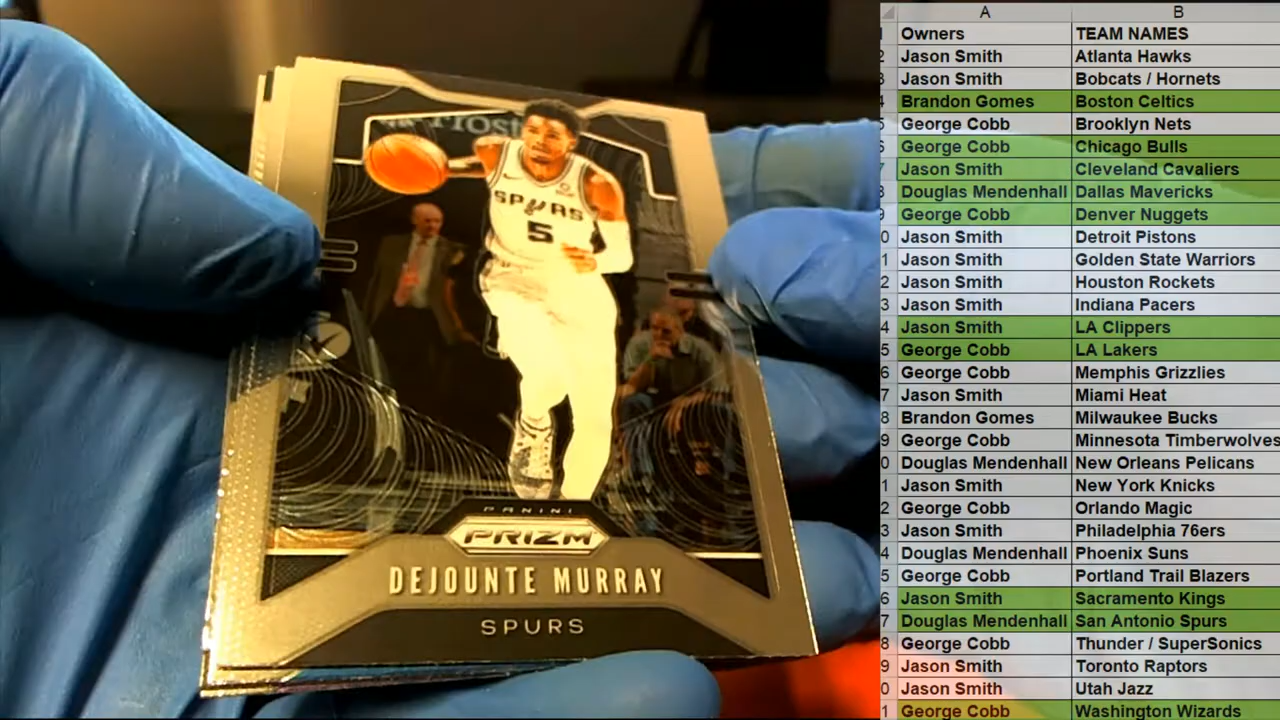 SPURS
5
PANINI
PRIZM
DEJOUNTE MURRAY
SPURS
A B
Owners TEAM NAMES
Jason Smith Atlanta Hawks
Jason Smith Bobcats / Hornets
Brandon Gomes Boston Celtics
George Cobb Brooklyn Nets
George Cobb Chicago Bulls
Jason Smith Cleveland Cavaliers
Douglas Mendenhall Dallas Mavericks
George Cobb Denver Nuggets
Jason Smith Detroit Pistons
Jason Smith Golden State Warriors
Jason Smith Houston Rockets
Jason Smith Indiana Pacers
Jason Smith LA Clippers
George Cobb LA Lakers
George Cobb Memphis Grizzlies
Jason Smith Miami Heat
Brandon Gomes Milwaukee Bucks
George Cobb Minnesota Timberwolves
Douglas Mendenhall New Orleans Pelicans
Jason Smith New York Knicks
George Cobb Orlando Magic
Jason Smith Philadelphia 76ers
Douglas Mendenhall Phoenix Suns
George Cobb Portland Trail Blazers
Jason Smith Sacramento Kings
Douglas Mendenhall San Antonio Spurs
George Cobb Thunder / SuperSonics
Jason Smith Toronto Raptors
Jason Smith Utah Jazz
George Cobb Washington Wizards